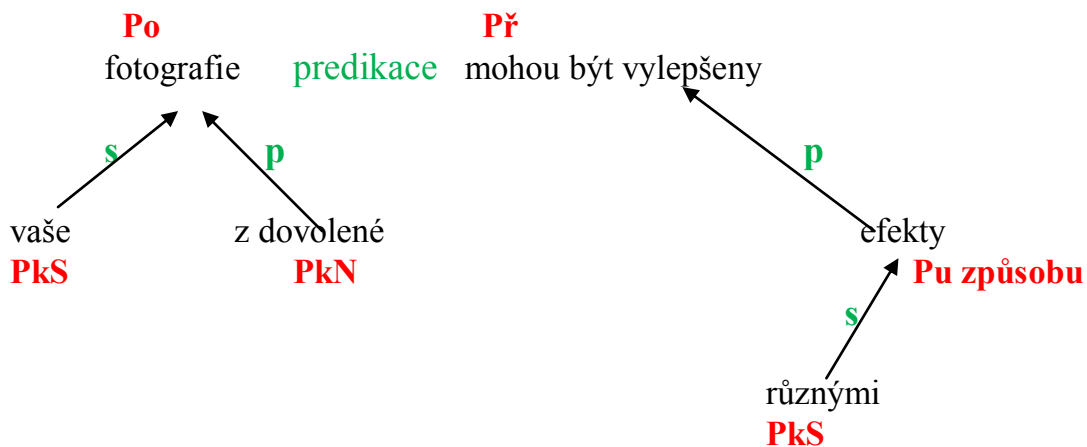 Po Př
fotografie predikace mohou být vylepšeny
s p p
vaše z dovolené efekty
PkS PkN Pu způsobu
s
různými
PkS